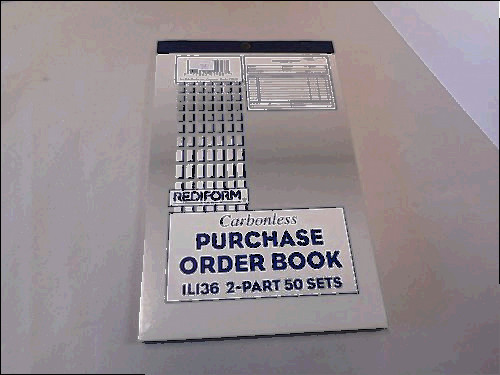 REDIFORM
Carbonless
PURCHASE
ORDER BOOK
1L136 2-PART 50 SETS